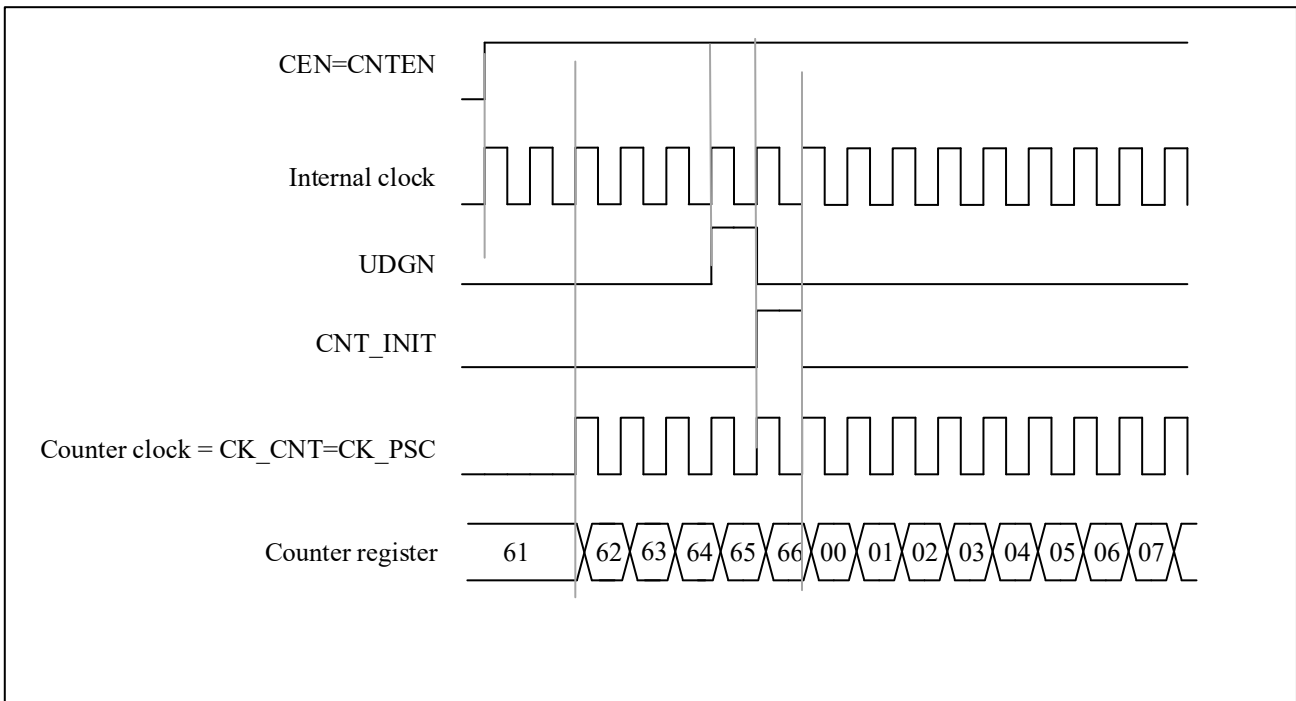 CEN=CNTEN
Internal clock
UDGN
CNT_INIT
Counter clock = CK_CNT=CK_PSC
Counter register 61 62 63 64 65 66 00 01 02 03 04 05 06 07